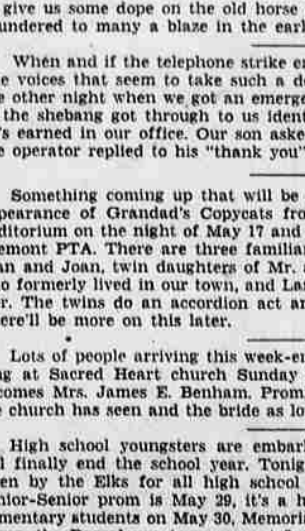 give us some dope on the old horse
undered to many a blaze in the earl
When and if the telephone strike en
e voices that seem to take such a de
e other night when we got an emerg
the shebang got through to us ident
's earned in our office. Our son aske
e operator replied to his "thank you"
Something coming up that will be
pearance of Grandad's Copycats fro
ditorium on the night of May 17 and
emont PTA. There are three familiar
an and Joan, twin daughters of Mr.
o formerly lived in our town, and La
r. The twins do an accordion act an
ere'll be more on this later.
Lots of people arriving this week-en
ng at Sacred Heart church Sunday
comes Mrs. James E. Benham. Prom
e church has seen and the bride as lo
High school youngsters are embark
l finally end the school year. Tonig
en by the Elks for all high school
nior-Senior prom is May 29, it's a h
mentary students on May 30, Memor